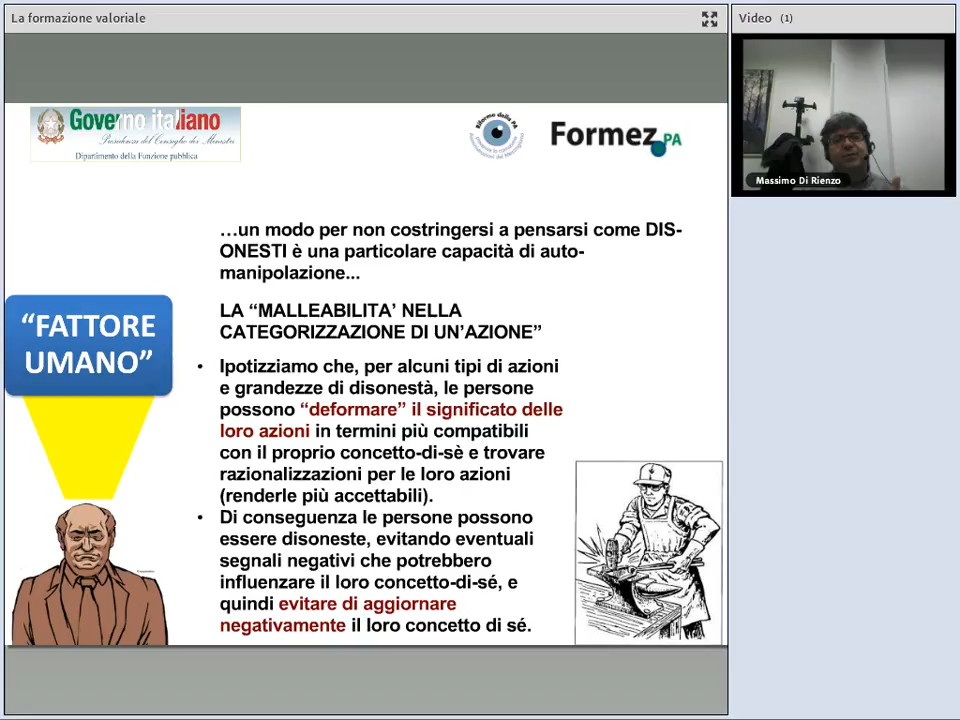 La formazione valoriale
Video (1)
Governo italiano
Presidenza del Consiglio dei Ministri
Dipartimento della Funzione pubblica
Riforme della PA
Formez PA
Massimo Di Rienzo
…un modo per non costringersi a pensarsi come DIS-
ONESTI è una particolare capacità di auto-
manipolazione...
LA “MALLEABILITA’ NELLA
CATEGORIZZAZIONE DI UN’AZIONE”
“FATTORE
UMANO”
• Ipotizziamo che, per alcuni tipi di azioni
e grandezze di disonestà, le persone
possono “deformare” il significato delle
loro azioni in termini più compatibili
con il proprio concetto-di-sè e trovare
razionalizzazioni per le loro azioni
(renderle più accettabili).
• Di conseguenza le persone possono
essere disoneste, evitando eventuali
segnali negativi che potrebbero
influenzare il loro concetto-di-sé, e
quindi evitare di aggiornare
negativamente il loro concetto di sé.